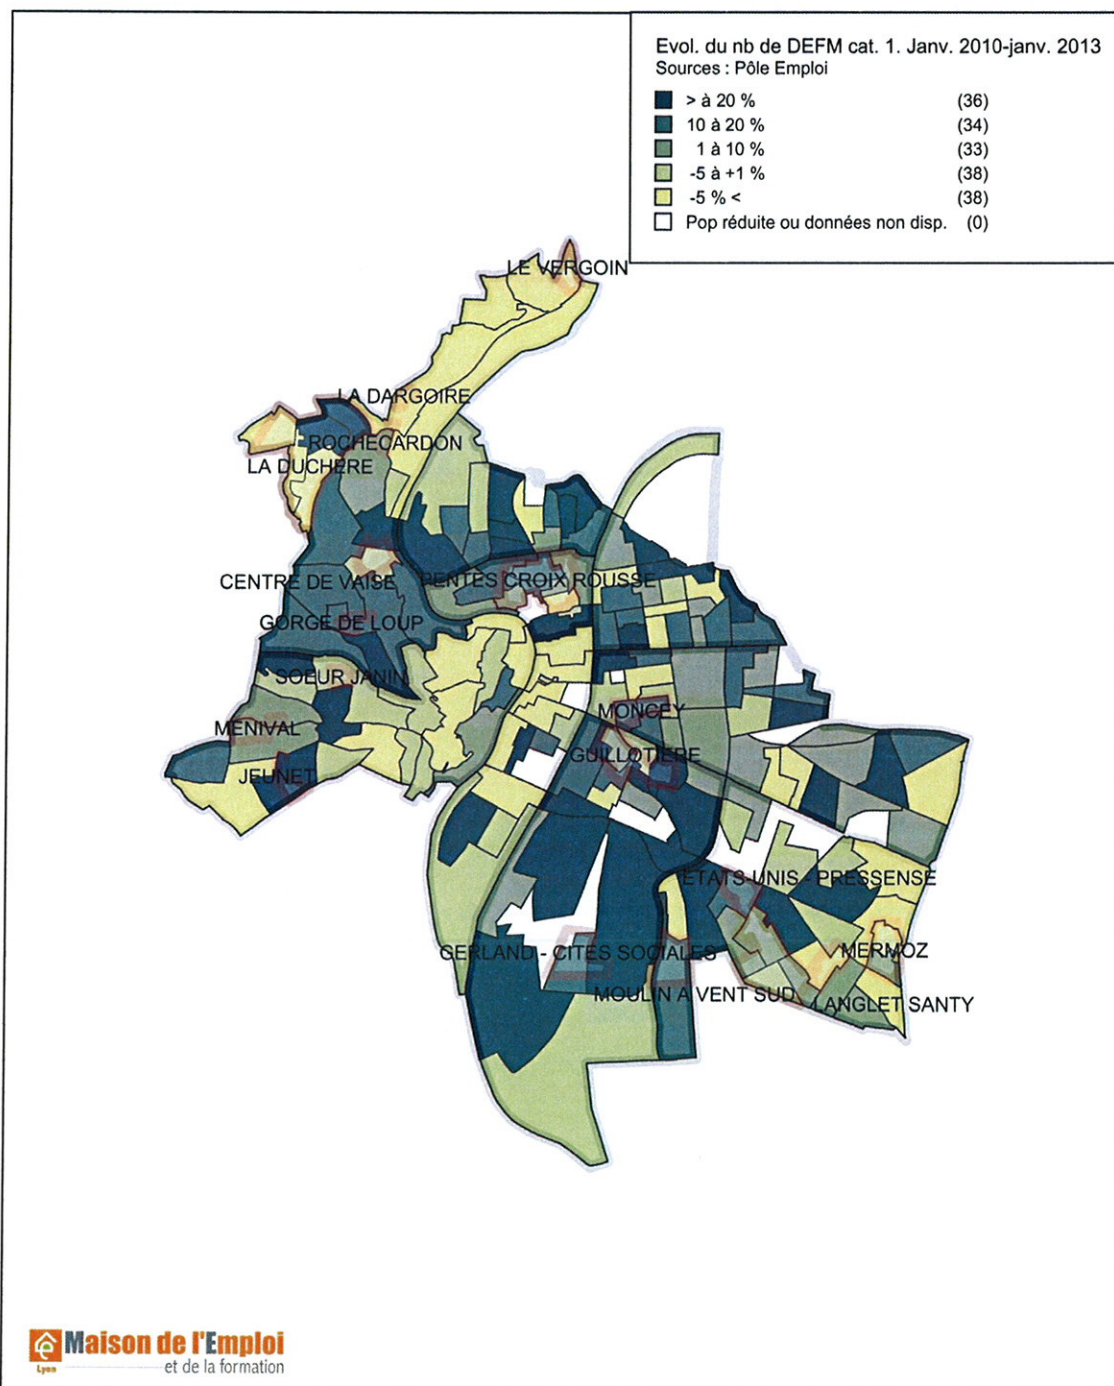 Evol. du nb de DEFM cat. 1. Janv. 2010-janv. 2013
Sources : Pôle Emploi
> à 20 % (36)
10 à 20 % (34)
1 à 10 % (33)
-5 à +1 % (38)
-5 % < (38)
Pop réduite ou données non disp. (0)
LE VERGOIN
LA DARGOIRE
ROCHECARDON
LA DUCHERE
CENTRE DE VAISE
PENTES CROIX ROUSSE
GORGE DE LOUP
SOEUR JANIN
MENIVAL
MONCEY
GUILLOTIERE
JEUNET
ETATS-UNIS - PRESSENSE
GERLAND - CITES SOCIALES
MERMOZ
MOULIN A VENT SUD
LANGLET SANTY
Maison de l'Emploi
Lyon
et de la formation